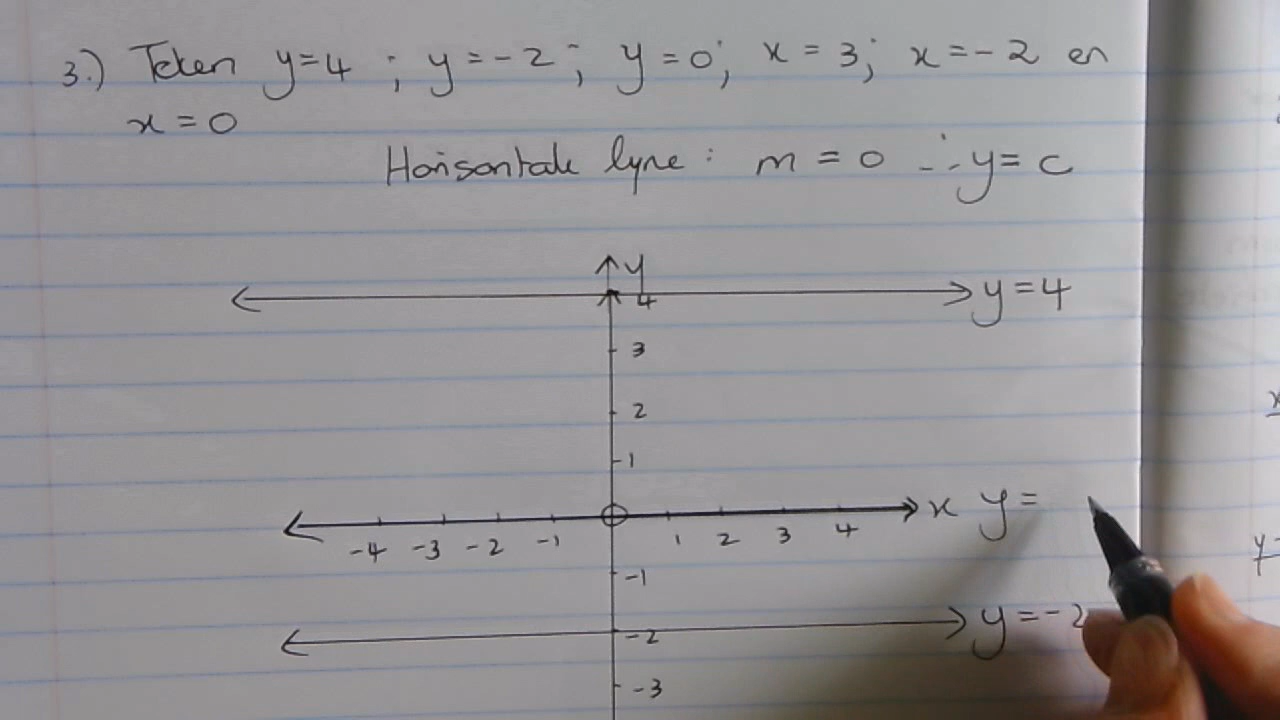 3.) Teken y=4 ; y=-2 ; y=0 ; x=3 ; x=-2 en
x=0
Horisontale lyne : m=0 ∴ y=c
y
4 y=4
3
2
1
x y=
-4 -3 -2 -1 1 2 3 4
-1
-2 y=-2
-3